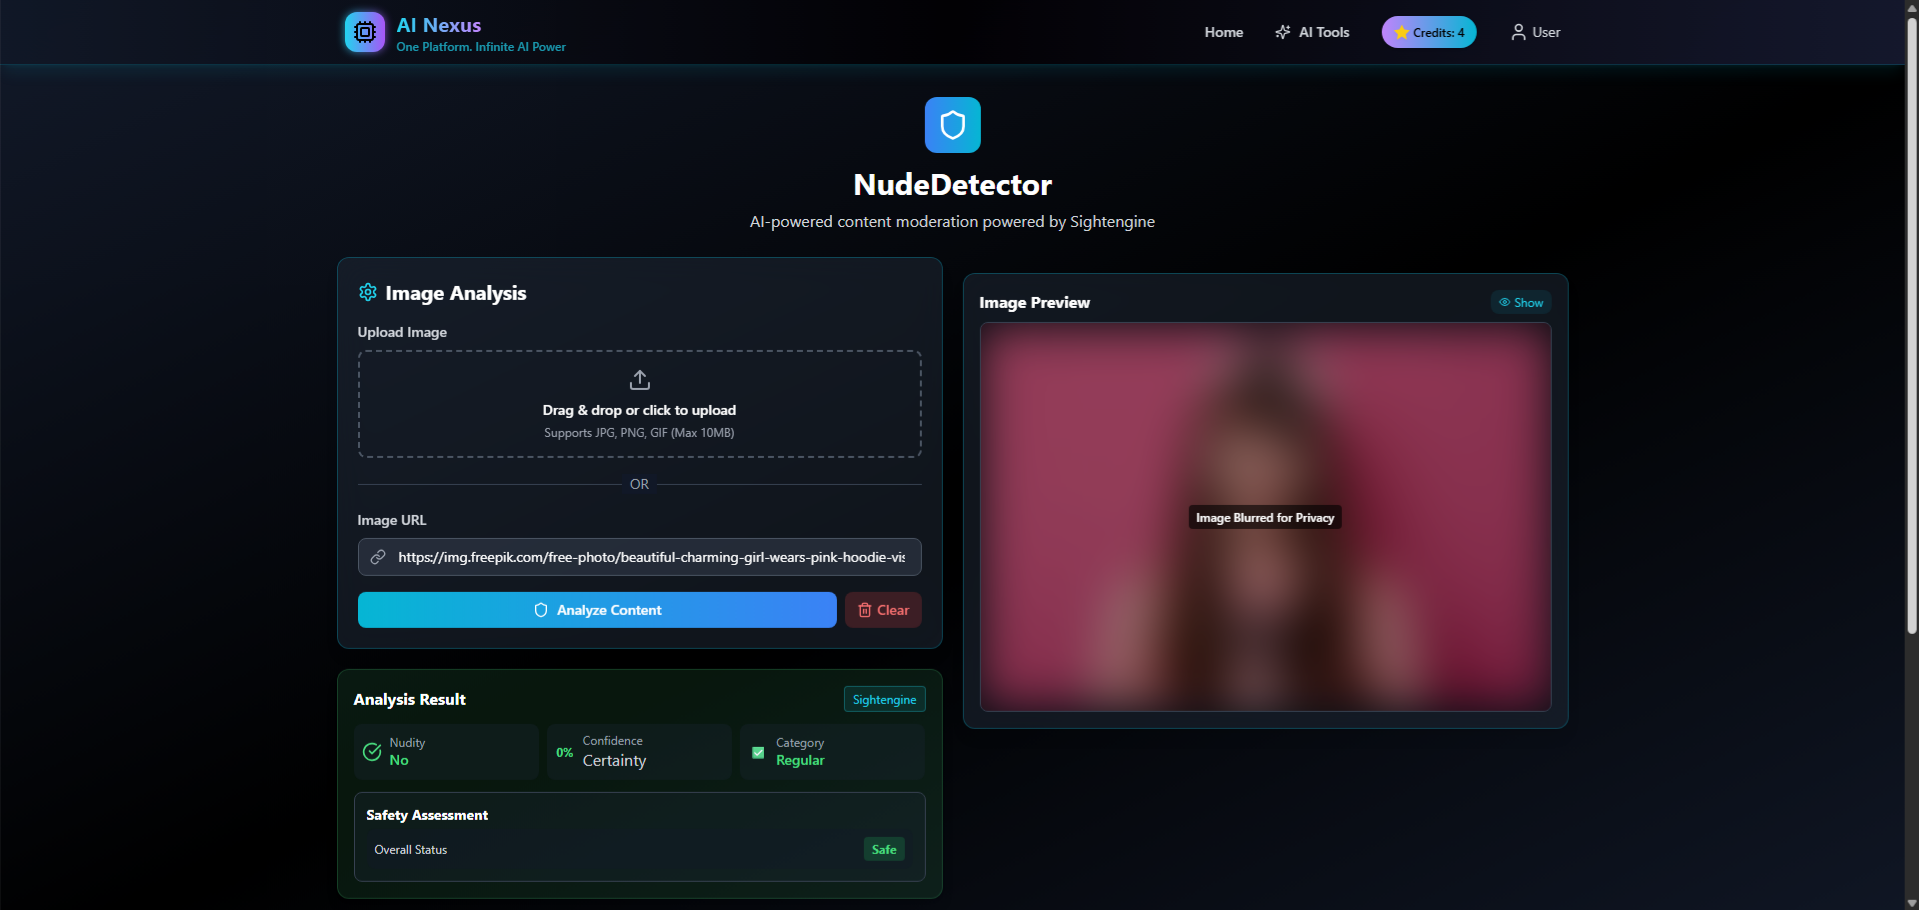 AI Nexus
One Platform. Infinite AI Power
Home
AI Tools
Credits: 4
User
NudeDetector
AI-powered content moderation powered by Sightengine
Image Analysis
Upload Image
Drag & drop or click to upload
Supports JPG, PNG, GIF (Max 10MB)
OR
Image URL
https://img.freepik.com/free-photo/beautiful-charming-girl-wears-pink-hoodie-vis
Analyze Content
Clear
Image Preview
Show
Image Blurred for Privacy
Analysis Result
Sightengine
Nudity
No
0%
Confidence
Certainty
Category
Regular
Safety Assessment
Overall Status
Safe